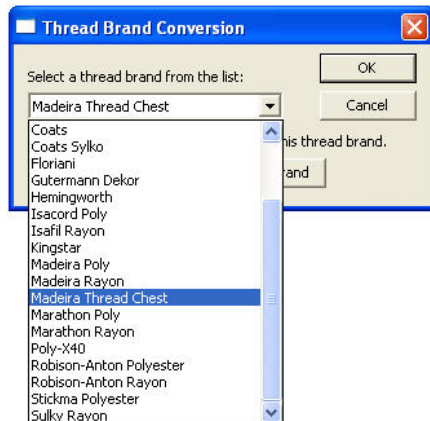 Thread Brand Conversion
Select a thread brand from the list:
OK
Madeira Thread Chest
Cancel
Coats
Coats Sylko
his thread brand.
Floriani
and
Gutermann Dekor
Hemingworth
Isacord Poly
Isafil Rayon
Kingstar
Madeira Poly
Madeira Rayon
Madeira Thread Chest
Marathon Poly
Marathon Rayon
Poly-X40
Robison-Anton Polyester
Robison-Anton Rayon
Stickma Polyester
Sulky Rayon